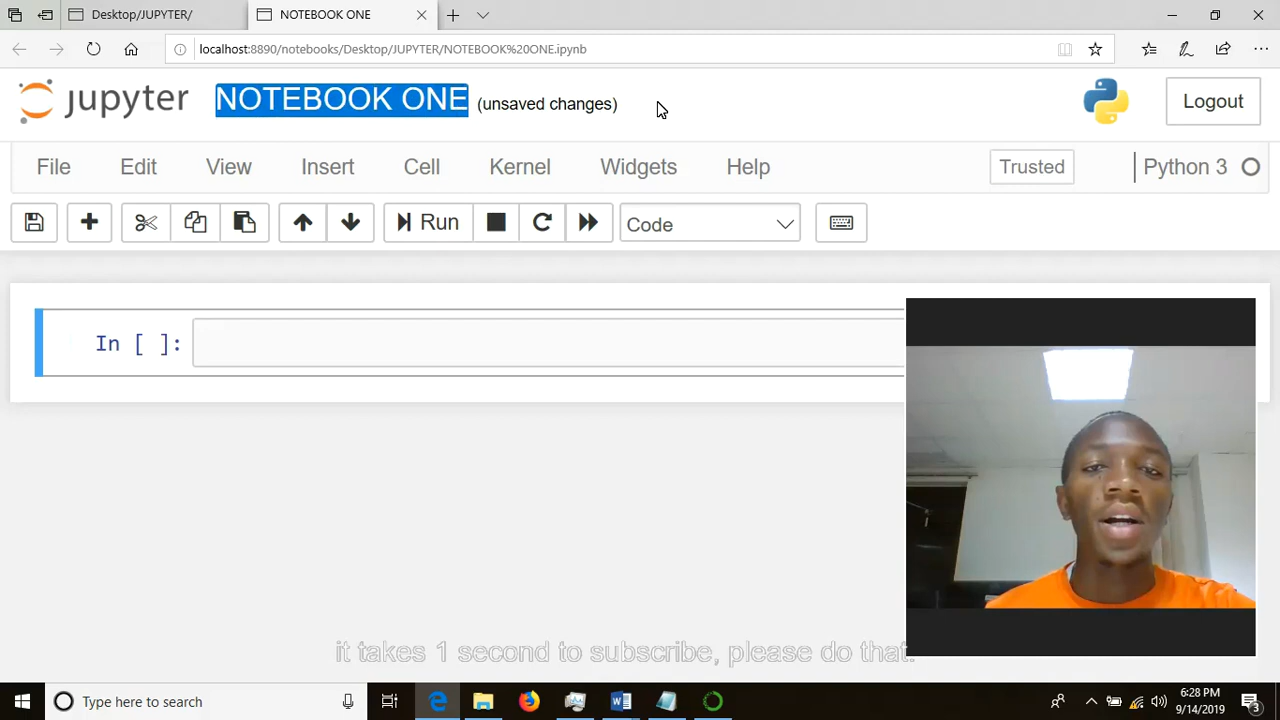 Desktop/JUPYTER/
NOTEBOOK ONE
localhost:8890/notebooks/Desktop/JUPYTER/NOTEBOOK%20ONE.ipynb
jupyter NOTEBOOK ONE (unsaved changes) Logout
File Edit View Insert Cell Kernel Widgets Help Trusted Python 3
Run Code
In [ ]:
it takes 1 second to subscribe, please do that.
Type here to search
6:28 PM
9/14/2019
3